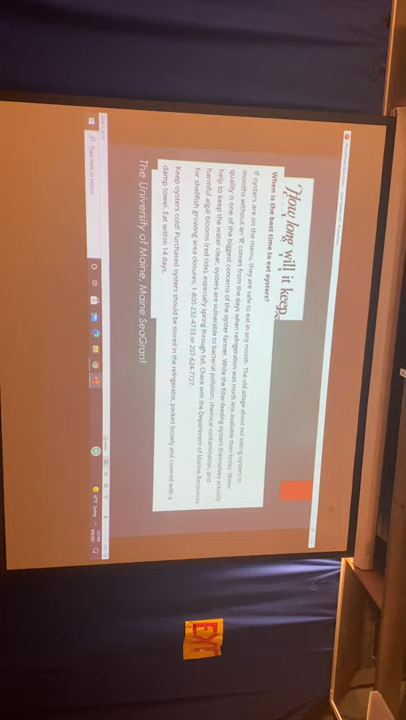 How long will it keep
When is the best time to eat oysters?
If oysters are on the menu, they are safe to eat in any month. The old adage about not eating oysters in
months without an 'R' comes from the days when refrigeration was much less available than today. Water
quality is one of the biggest concerns of the oyster farmer. While the filter feeding oysters themselves actually
help to keep the water clear, oysters are vulnerable to bacterial pollution, chemical contamination, and
harmful algal blooms (red tide), especially spring through fall. Check with the Department of Marine Resources
for shellfish growing area closures; 1-800-232-4733 or 207-624-7727.
Keep oysters cold! Purchased oysters should be stored in the refrigerator, packed loosely and covered with a
damp towel. Eat within 14 days.
The University of Maine, Maine SeaGrant
Type here to search
EXIT